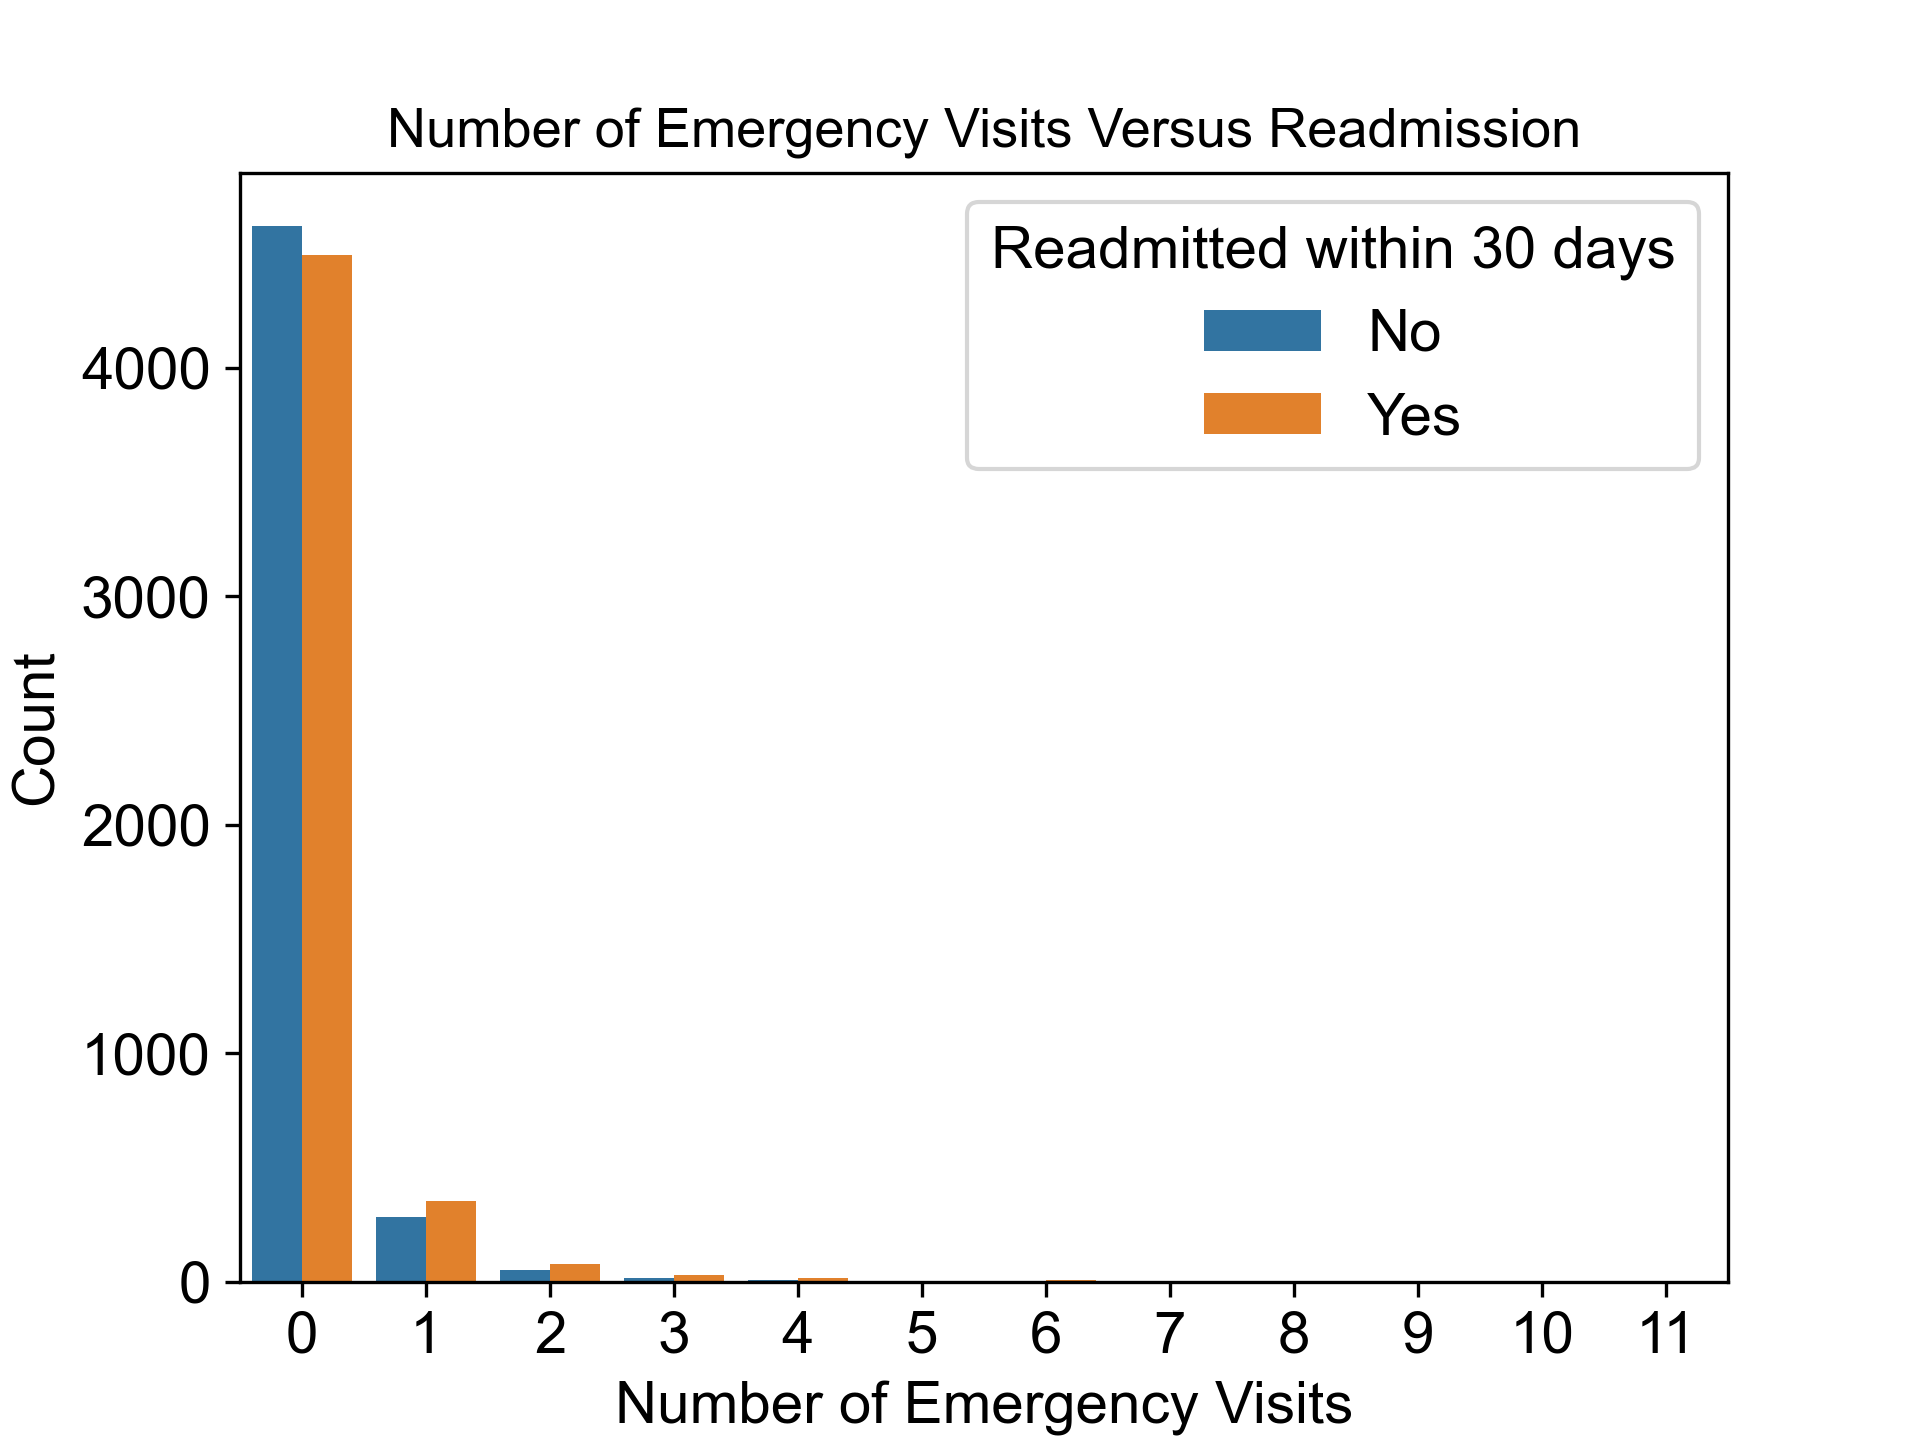 Number of Emergency Visits Versus Readmission
Readmitted within 30 days
No
Yes
4000
3000
2000
1000
0
Count
0 1 2 3 4 5 6 7 8 9 10 11
Number of Emergency Visits